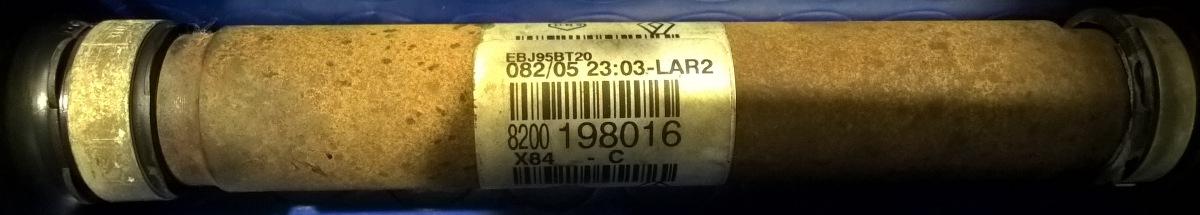 EBJ95BT20
082/05 23:03-LAR2
8200 198016
X84 - C